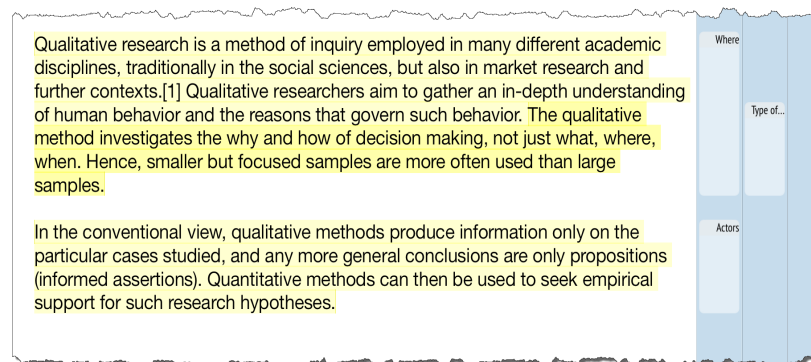 Qualitative research is a method of inquiry employed in many different academic
disciplines, traditionally in the social sciences, but also in market research and
further contexts.[1] Qualitative researchers aim to gather an in-depth understanding
of human behavior and the reasons that govern such behavior. The qualitative
method investigates the why and how of decision making, not just what, where,
when. Hence, smaller but focused samples are more often used than large
samples.
In the conventional view, qualitative methods produce information only on the
particular cases studied, and any more general conclusions are only propositions
(informed assertions). Quantitative methods can then be used to seek empirical
support for such research hypotheses.
Where
Type of...
Actors